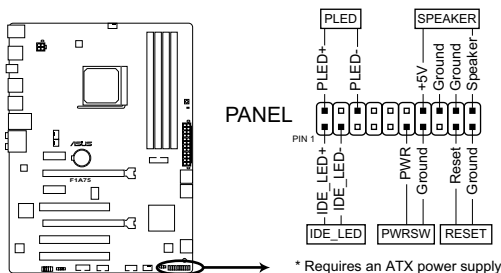 PLED
SPEAKER
PLED+
PLED-
+5V
Ground
Ground
Speaker
PANEL
PIN 1
IDE_LED+
IDE_LED-
PWR
Ground
Reset
Ground
IDE_LED
PWRSW
RESET
* Requires an ATX power supply
/ISUS
F1A75